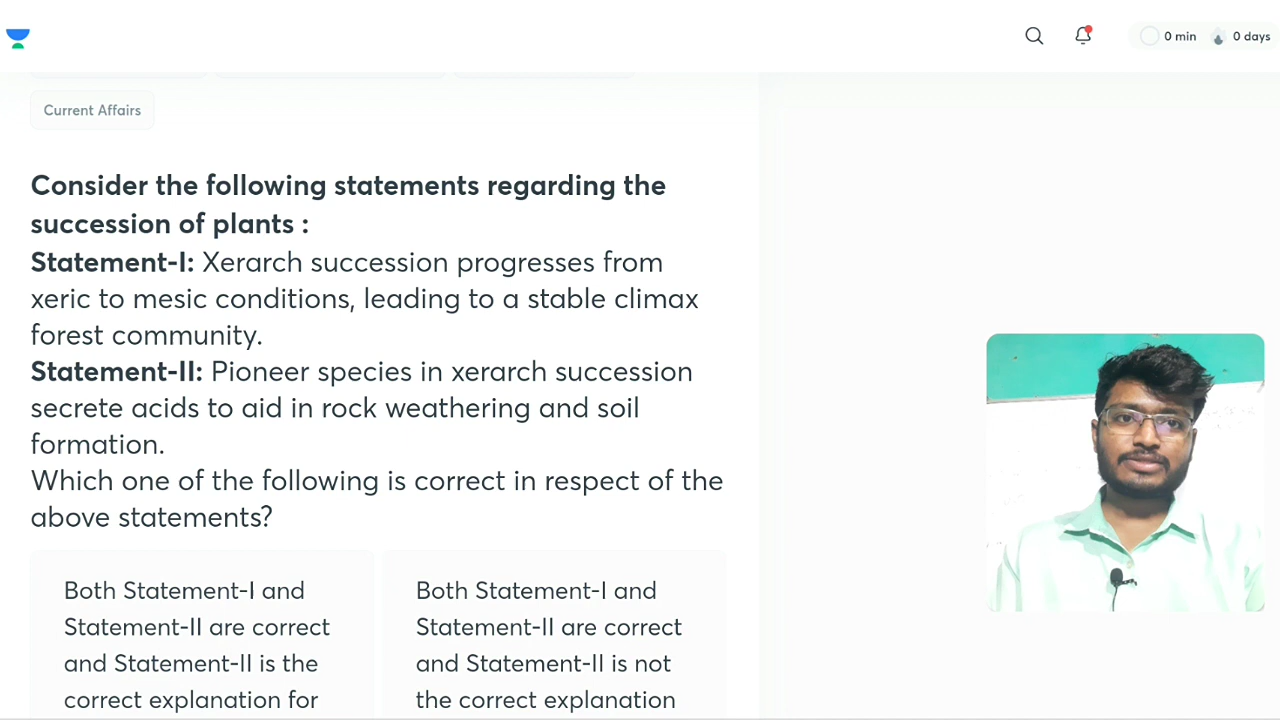 0 min
0 days
Current Affairs
Consider the following statements regarding the
succession of plants :
Statement-I: Xerarch succession progresses from
xeric to mesic conditions, leading to a stable climax
forest community.
Statement-II: Pioneer species in xerarch succession
secrete acids to aid in rock weathering and soil
formation.
Which one of the following is correct in respect of the
above statements?
Both Statement-I and
Statement-II are correct
and Statement-II is the
correct explanation for
Both Statement-I and
Statement-II are correct
and Statement-II is not
the correct explanation